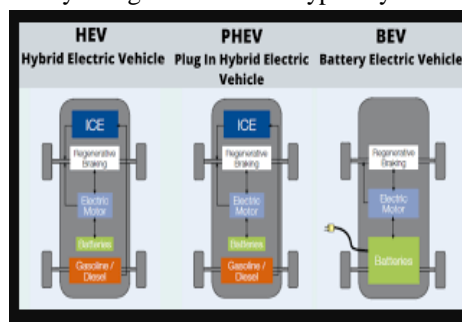 HEV
Hybrid Electric Vehicle
ICE
Regenerative
Braking
Electric
Motor
Batteries
Gasoline /
Diesel
PHEV
Plug In Hybrid Electric
Vehicle
ICE
Regenerative
Braking
Electric
Motor
Batteries
Gasoline /
Diesel
BEV
Battery Electric Vehicle
Regenerative
Braking
Electric
Motor
Batteries